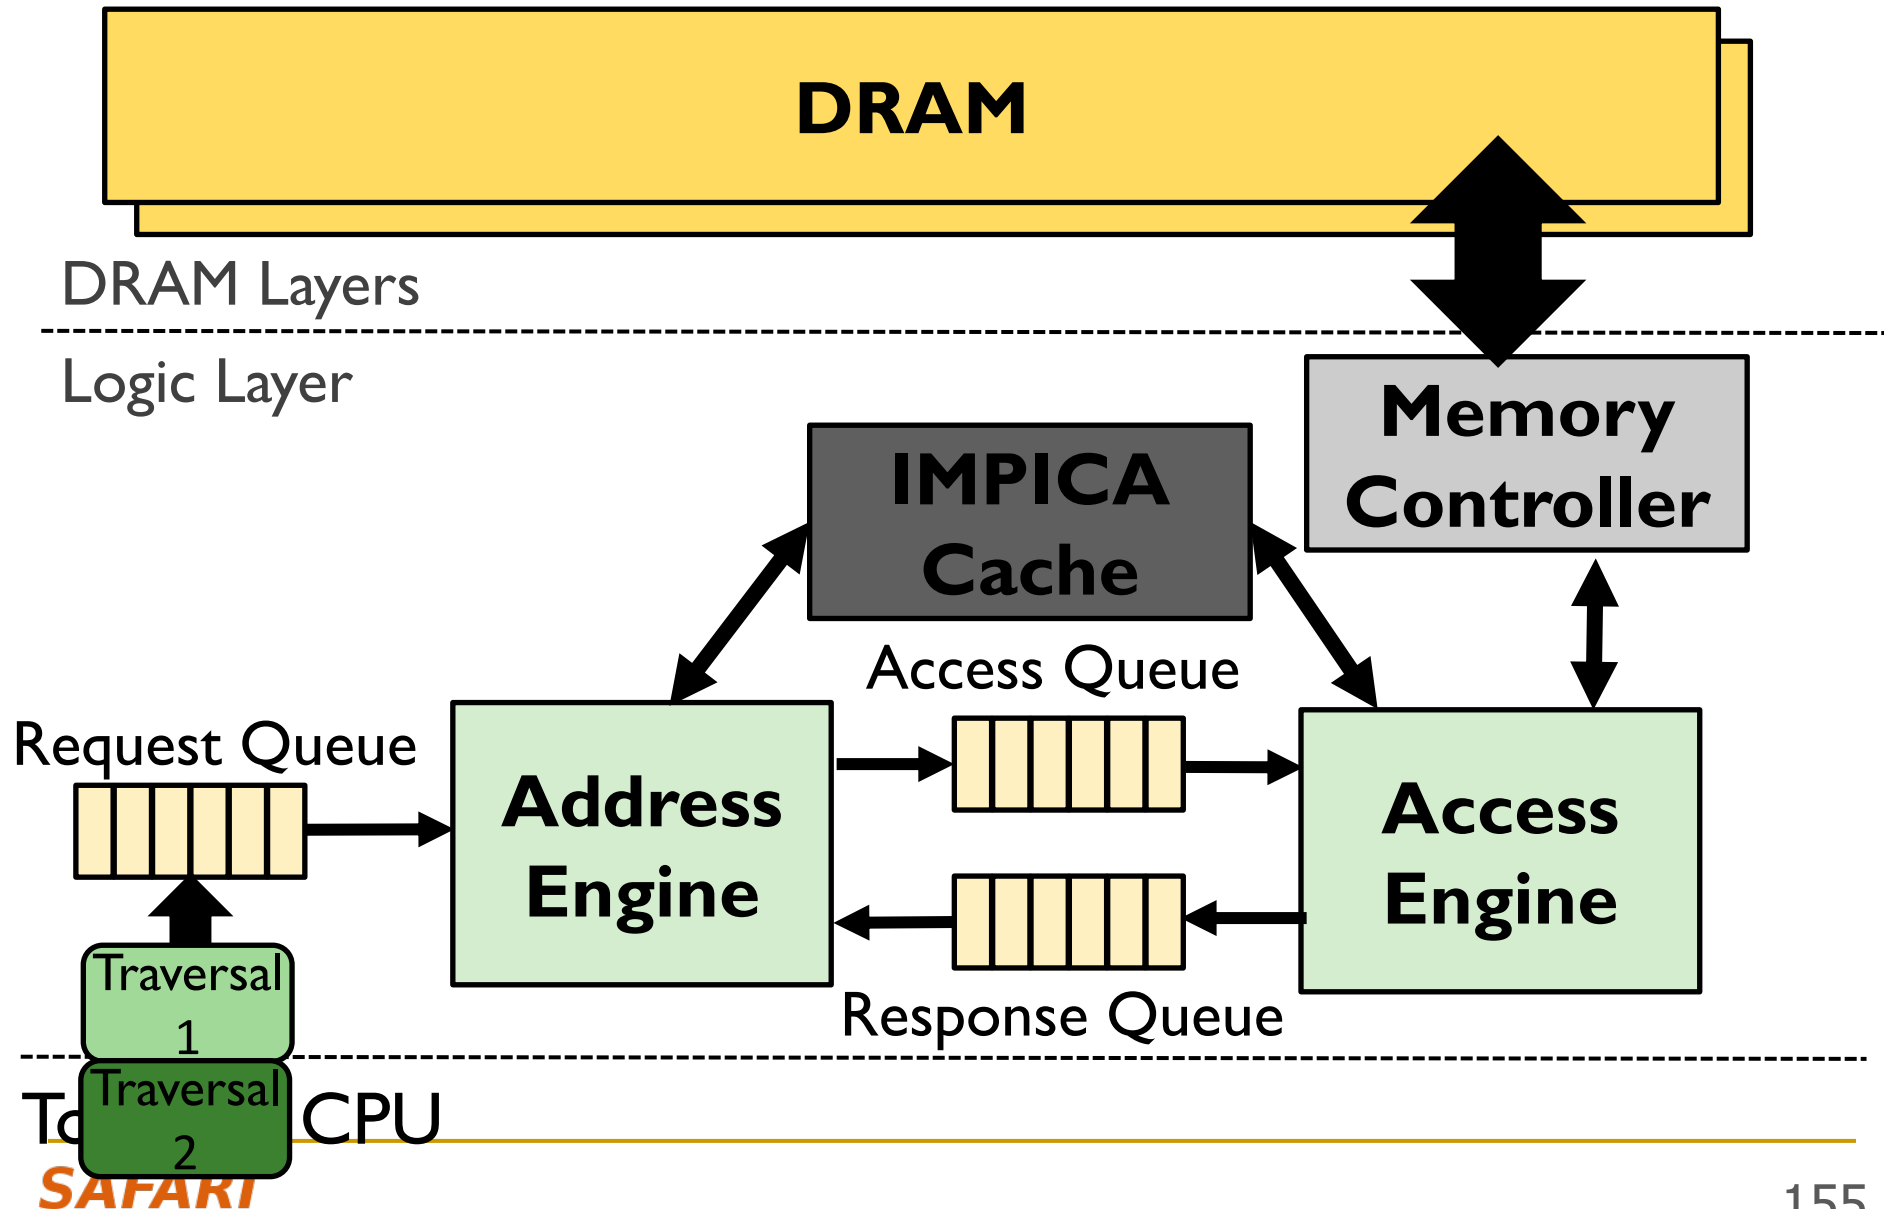 DRAM
DRAM Layers
Logic Layer
Memory
Controller
IMPICA
Cache
Access Queue
Request Queue
Address
Engine
Access
Engine
Response Queue
Traversal
1
Traversal
2
CPU
SAFARI
155